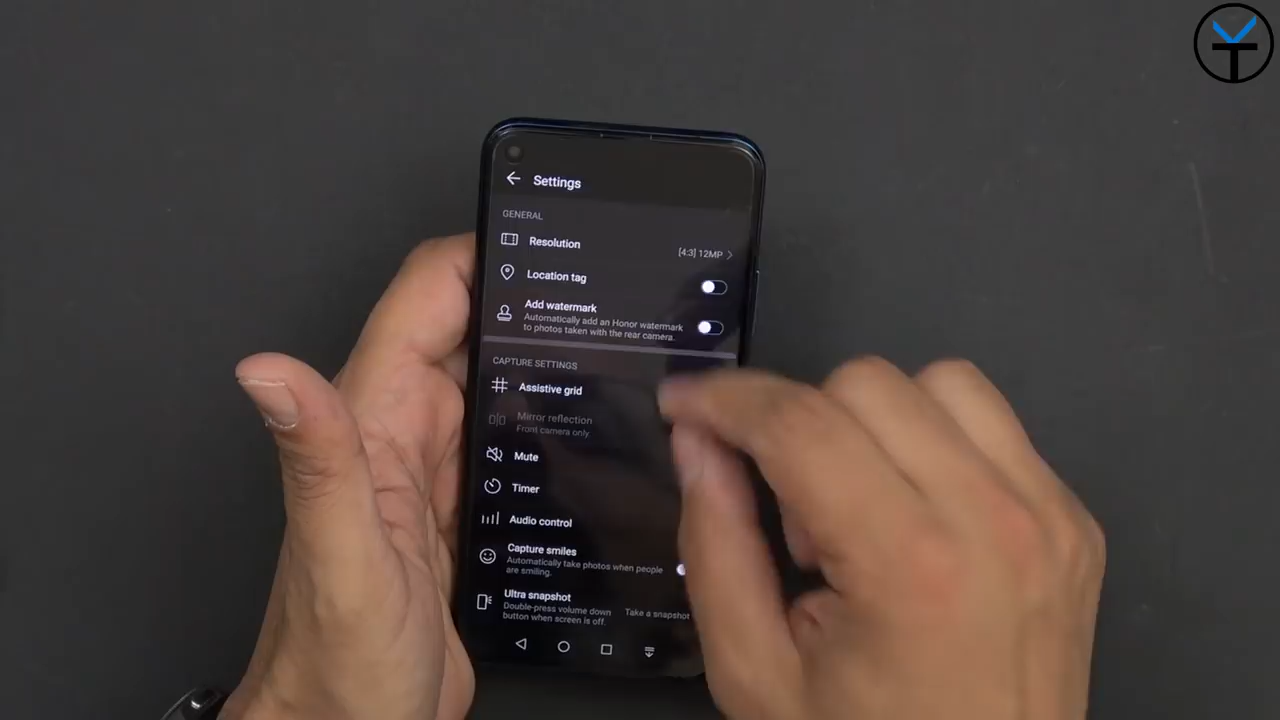 Settings
GENERAL
Resolution [4:3] 12MP
Location tag
Add watermark
Automatically add an Honor watermark
to photos taken with the rear camera.
CAPTURE SETTINGS
Assistive grid
Mirror reflection
Front camera only
Mute
Timer
Audio control
Capture smiles
Automatically take photos when people
are smiling.
Ultra snapshot
Double-press volume down Take a snapshot
button when screen is off.